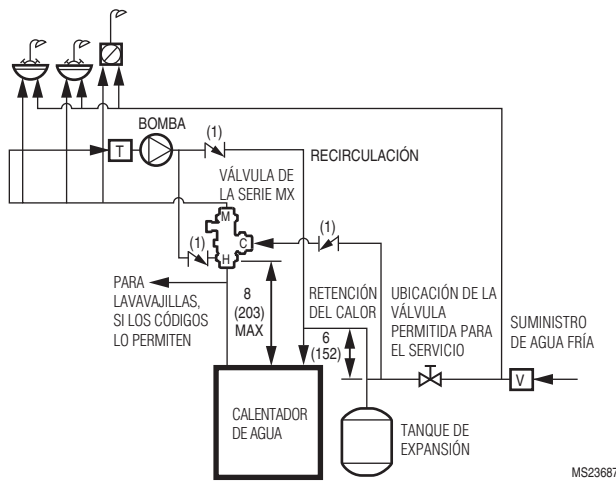 BOMBA
(1)
T
RECIRCULACIÓN
VÁLVULA DE
LA SERIE MX
M
(1)
C
(1)
H
PARA
LAVAVAJILLAS,
SI LOS CÓDIGOS
LO PERMITEN
8
(203)
MAX
RETENCIÓN
DEL CALOR
6
(152)
UBICACIÓN DE LA
VÁLVULA
PERMITIDA PARA
EL SERVICIO
SUMINISTRO
DE AGUA FRÍA
V
CALENTADOR
DE AGUA
TANQUE DE
EXPANSIÓN
MS23687